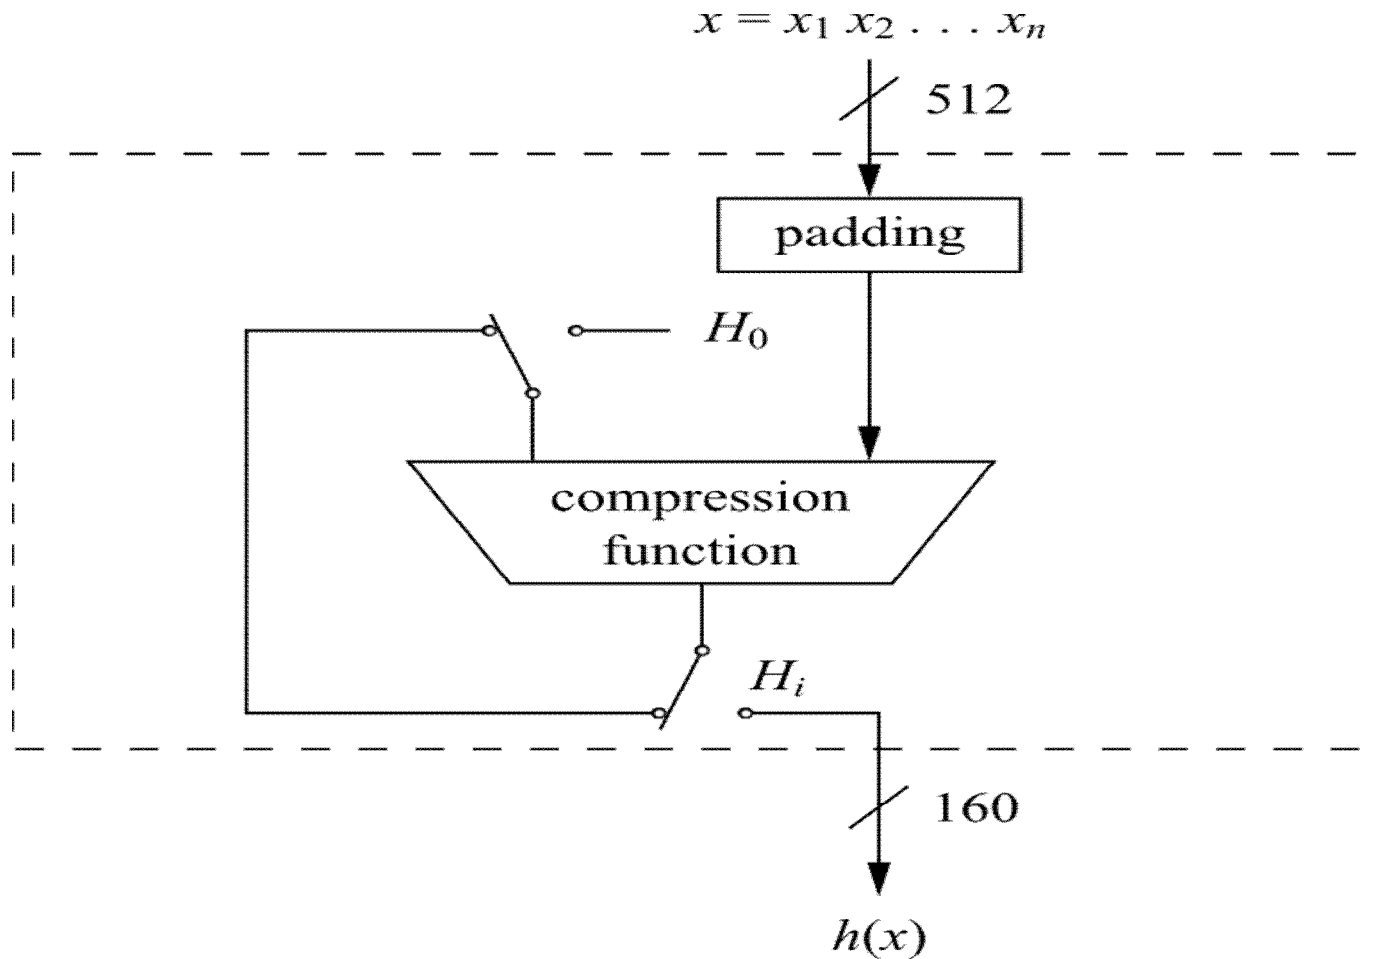 x = x₁ x₂ . . . xₙ
512
padding
H₀
compression
function
Hᵢ
160
h(x)